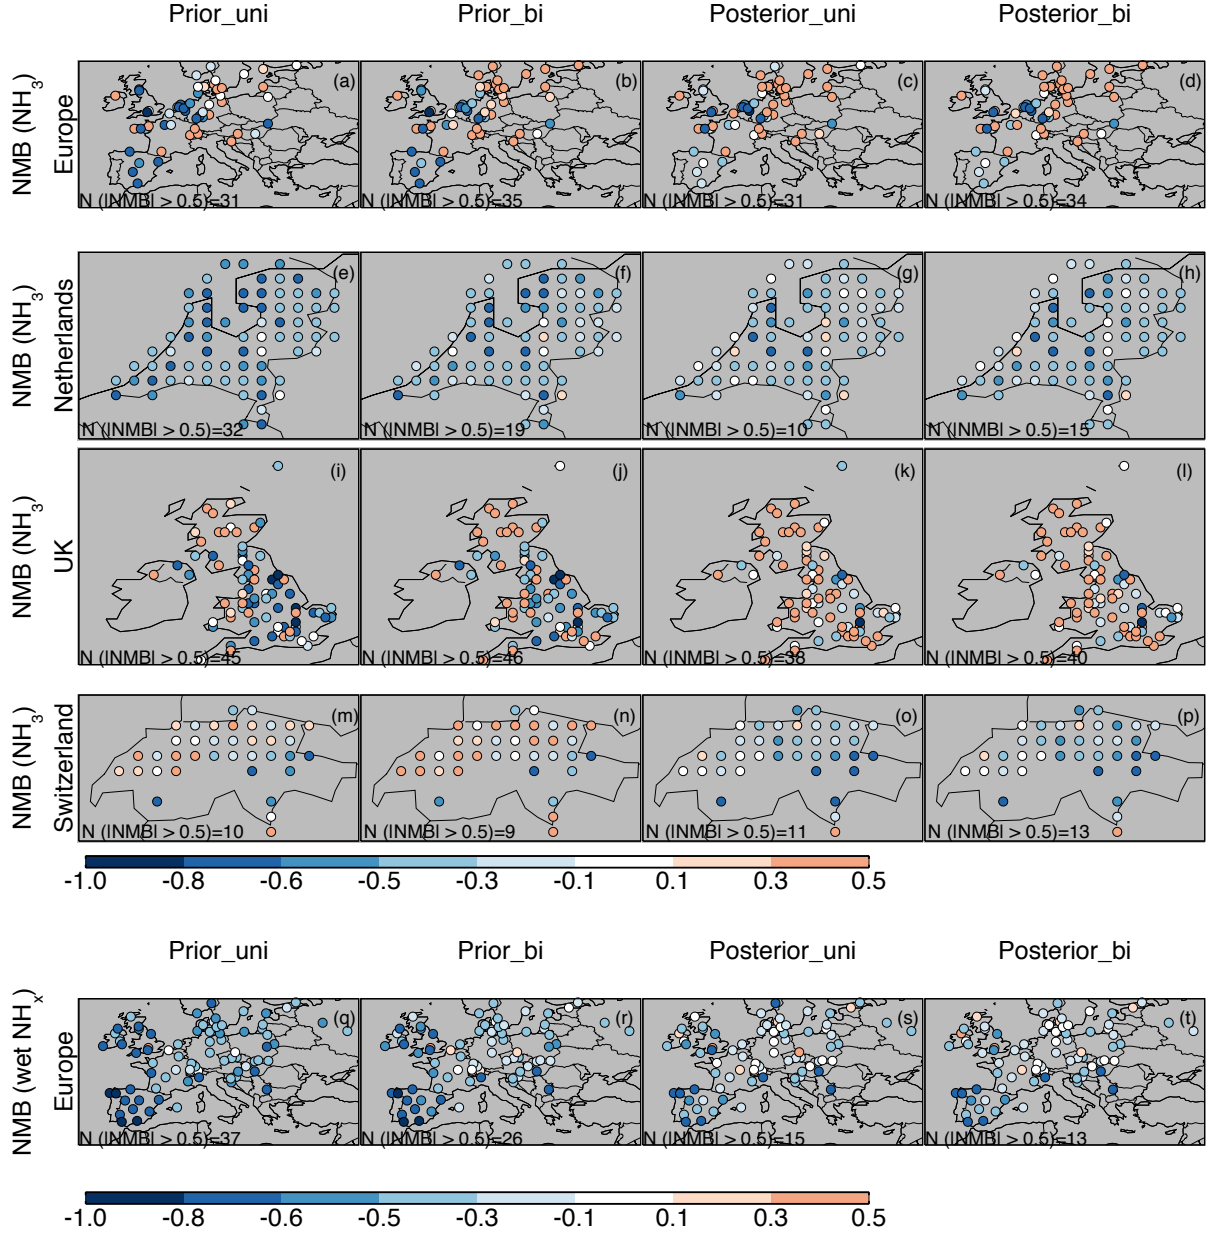 Prior_uni Prior_bi Posterior_uni Posterior_bi
NMB (NH3)
Europe
(a) (b) (c) (d)
N (|NMB| > 0.5)=31 N (|NMB| > 0.5)=35 N (|NMB| > 0.5)=31 N (|NMB| > 0.5)=34
NMB (NH3)
Netherlands
(e) (f) (g) (h)
N (|NMB| > 0.5)=32 N (|NMB| > 0.5)=19 N (|NMB| > 0.5)=10 N (|NMB| > 0.5)=15
NMB (NH3)
UK
(i) (j) (k) (l)
N (|NMB| > 0.5)=45 N (|NMB| > 0.5)=46 N (|NMB| > 0.5)=38 N (|NMB| > 0.5)=40
NMB (NH3)
Switzerland
(m) (n) (o) (p)
N (|NMB| > 0.5)=10 N (|NMB| > 0.5)=9 N (|NMB| > 0.5)=11 N (|NMB| > 0.5)=13
-1.0 -0.8 -0.6 -0.5 -0.3 -0.1 0.1 0.3 0.5
Prior_uni Prior_bi Posterior_uni Posterior_bi
NMB (wet NHx)
Europe
(q) (r) (s) (t)
N (|NMB| > 0.5)=37 N (|NMB| > 0.5)=26 N (|NMB| > 0.5)=15 N (|NMB| > 0.5)=13
-1.0 -0.8 -0.6 -0.5 -0.3 -0.1 0.1 0.3 0.5